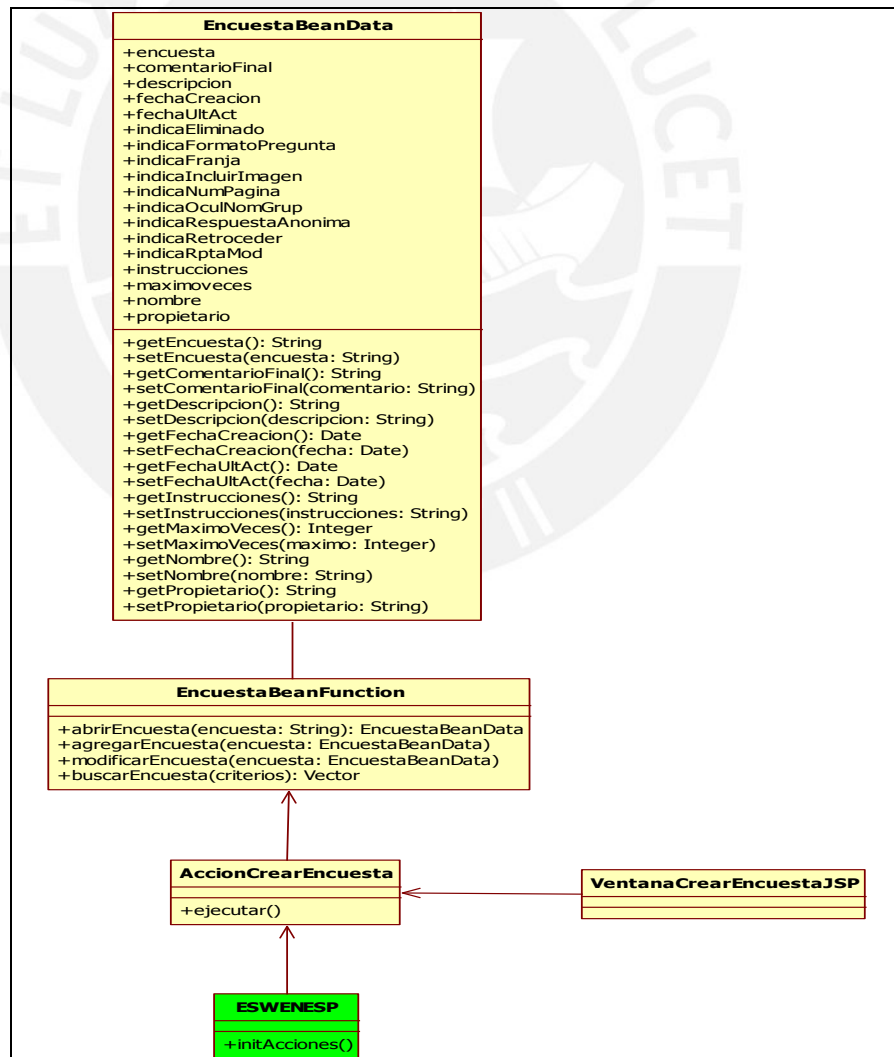 EncuestaBeanData
+encuesta
+comentarioFinal
+descripcion
+fechaCreacion
+fechaUltAct
+indicaEliminado
+indicaFormatoPregunta
+indicaFranja
+indicaIncluirImagen
+indicaNumPagina
+indicaOculNomGrup
+indicaRespuestaAnonima
+indicaRetroceder
+indicaRptaMod
+instrucciones
+maximoveces
+nombre
+propietario
+getEncuesta(): String
+setEncuesta(encuesta: String)
+getComentarioFinal(): String
+setComentarioFinal(comentario: String)
+getDescripcion(): String
+setDescripcion(descripcion: String)
+getFechaCreacion(): Date
+setFechaCreacion(fecha: Date)
+getFechaUltAct(): Date
+setFechaUltAct(fecha: Date)
+getInstrucciones(): String
+setInstrucciones(instrucciones: String)
+getMaximoVeces(): Integer
+setMaximoVeces(maximo: Integer)
+getNombre(): String
+setNombre(nombre: String)
+getPropietario(): String
+setPropietario(propietario: String)
EncuestaBeanFunction
+abrirEncuesta(encuesta: String): EncuestaBeanData
+agregarEncuesta(encuesta: EncuestaBeanData)
+modificarEncuesta(encuesta: EncuestaBeanData)
+buscarEncuesta(criterios): Vector
AccionCrearEncuesta
+ejecutar()
VentanaCrearEncuestaJSP
ESWENESP
+initAcciones()
ET LUX
LUCET